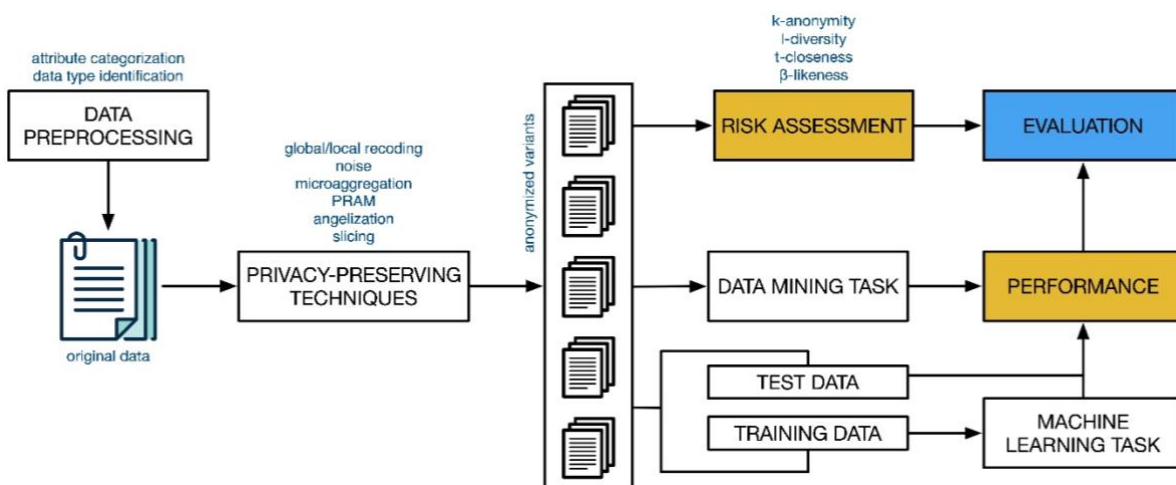 attribute categorization
data type identification
DATA
PREPROCESSING
original data
global/local recoding
noise
microaggregation
PRAM
angelization
slicing
PRIVACY-PRESERVING
TECHNIQUES
anonymized variants
k-anonymity
l-diversity
t-closeness
β-likeness
RISK ASSESSMENT
EVALUATION
DATA MINING TASK
PERFORMANCE
TEST DATA
TRAINING DATA
MACHINE
LEARNING TASK